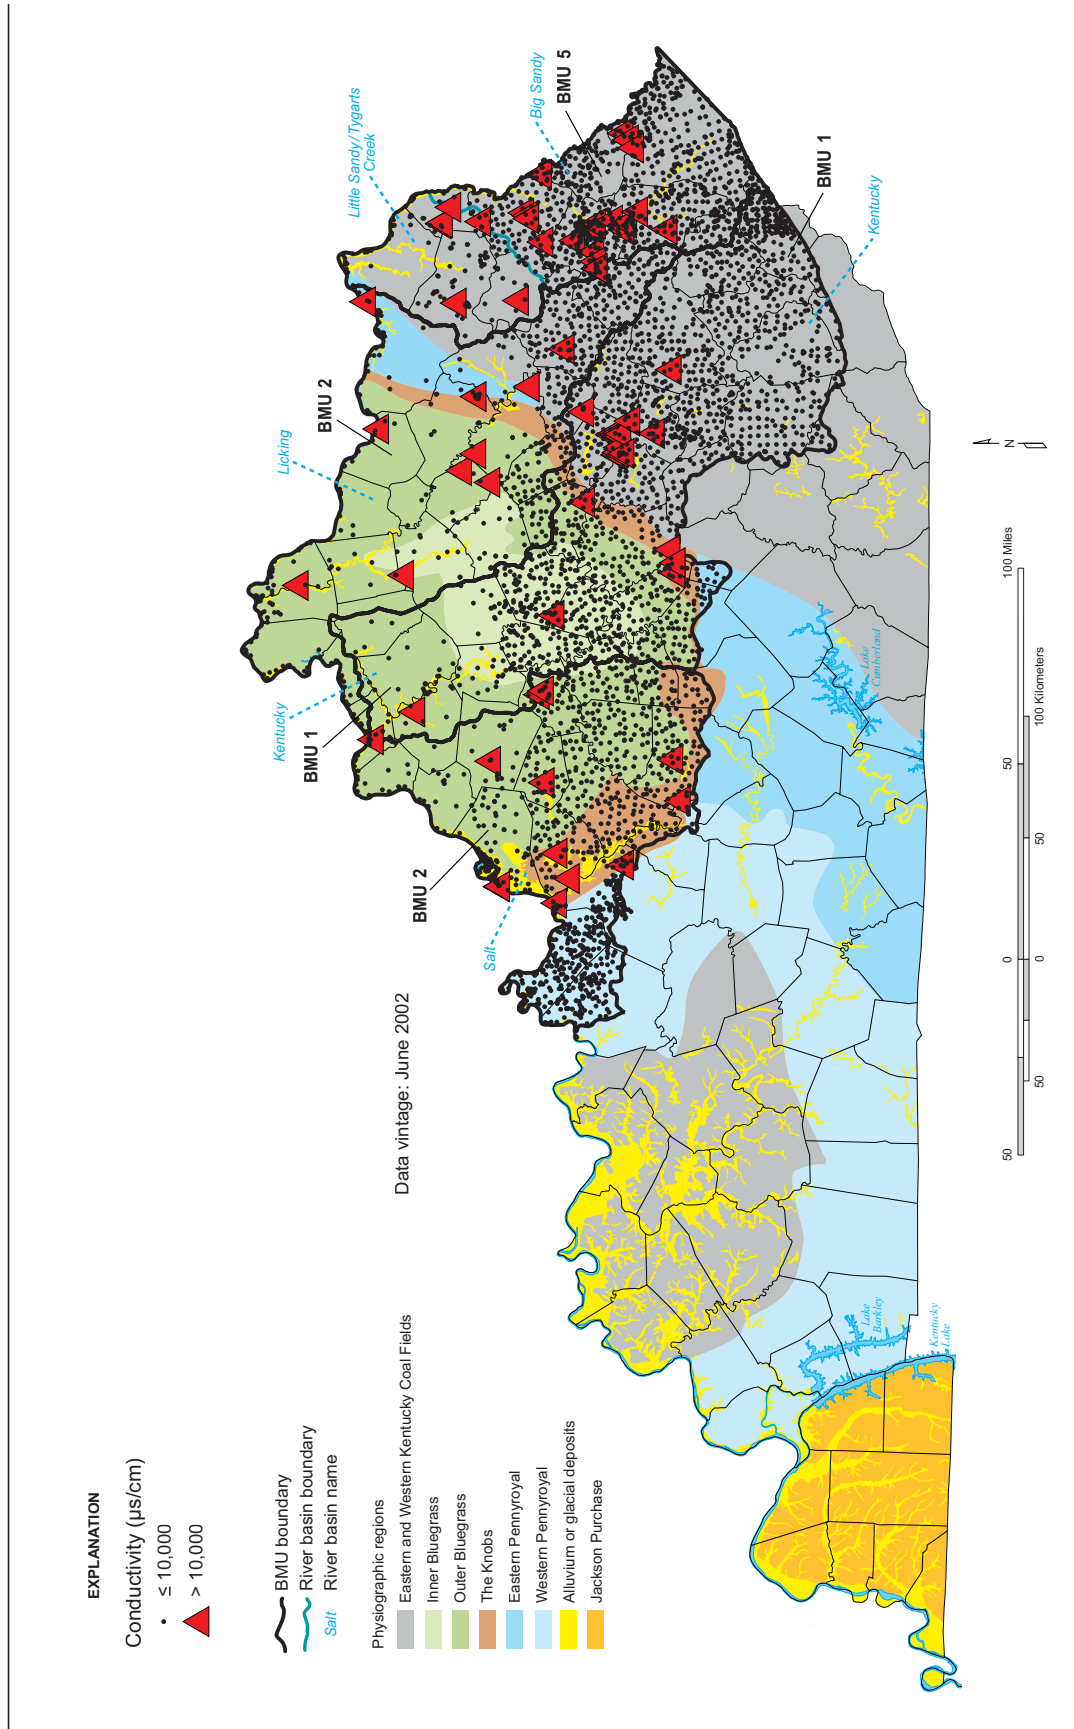 EXPLANATION
Conductivity (µs/cm)
≤ 10,000
> 10,000
BMU boundary
River basin boundary
Salt
River basin name
Physiographic regions
Eastern and Western Kentucky Coal Fields
Inner Bluegrass
Outer Bluegrass
The Knobs
Eastern Pennyroyal
Western Pennyroyal
Alluvium or glacial deposits
Jackson Purchase
Data vintage: June 2002
Salt
BMU 2
Kentucky
BMU 1
Licking
BMU 2
Little Sandy/Tygarts
Creek
Big Sandy
BMU 5
BMU 1
Kentucky
Lake
Cumberland
Lake
Barkley
Kentucky
Lake
50
0
50
100 Miles
50
0
50
100 Kilometers
N